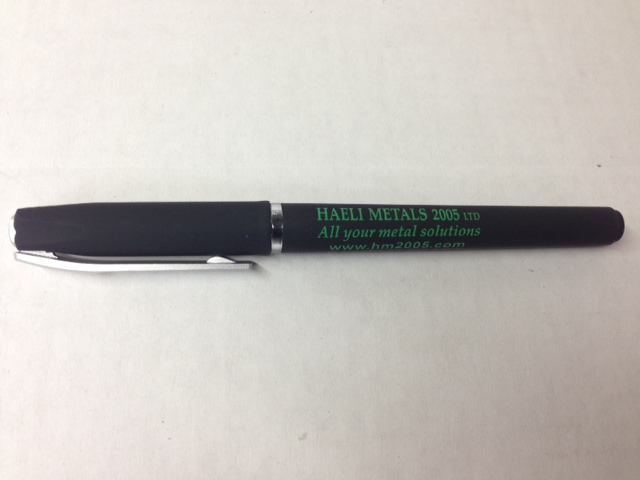 HAELI METALS 2005 LTD
All your metal solutions
www.hm2005.com